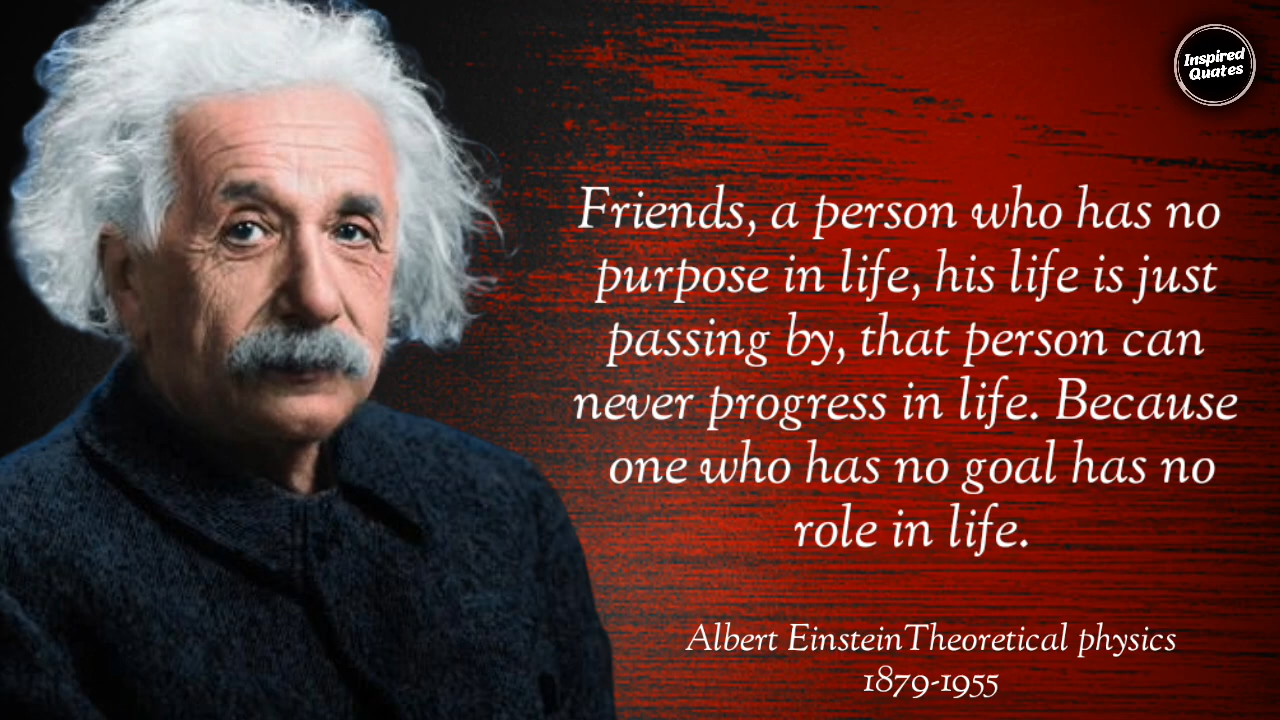 Inspired
Quates
Friends, a person who has no
purpose in life, his life is just
passing by, that person can
never progress in life. Because
one who has no goal has no
role in life.
Albert EinsteinTheoretical physics
1879-1955